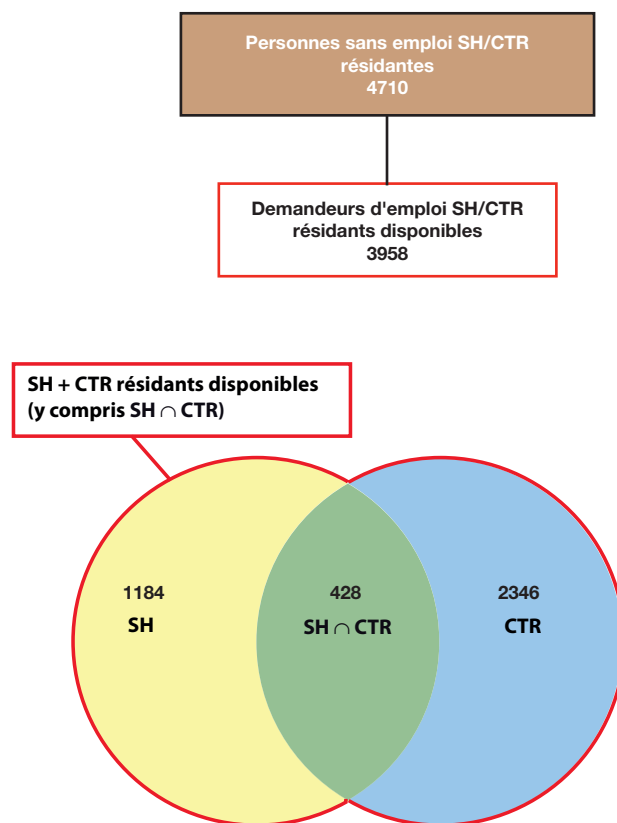 Personnes sans emploi SH/CTR
résidantes
4710
Demandeurs d'emploi SH/CTR
résidants disponibles
3958
SH + CTR résidants disponibles
(y compris SH ∩ CTR)
1184
SH
428
SH ∩ CTR
2346
CTR